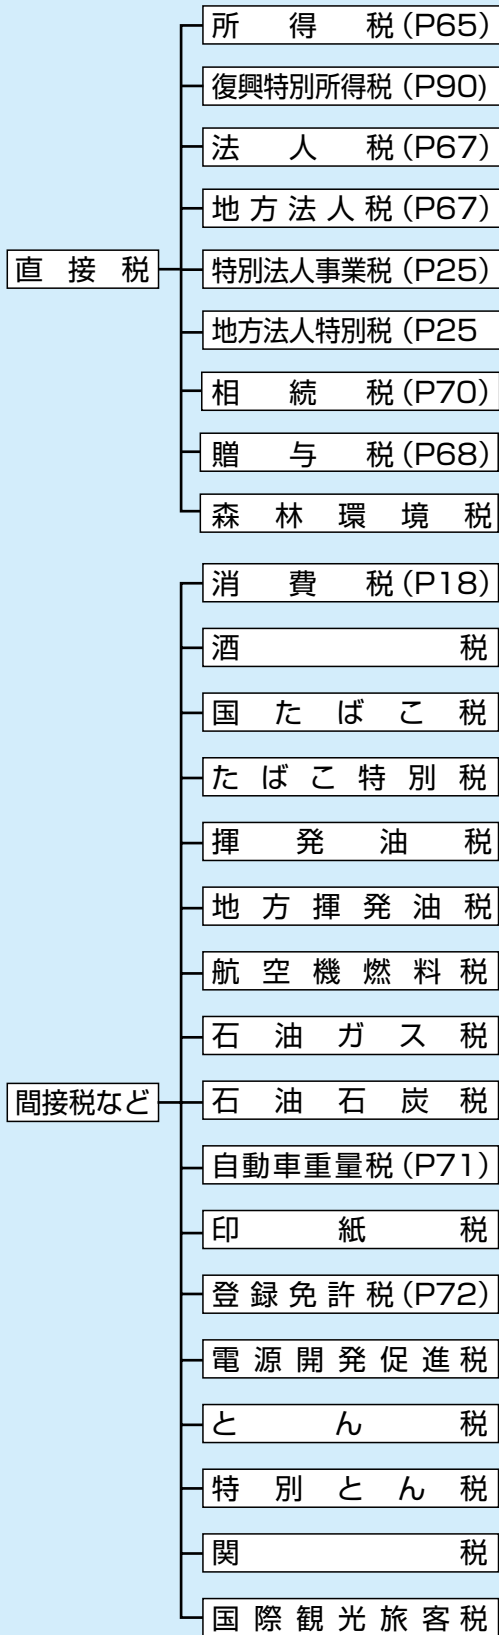 直接税
所得税(P65)
復興特別所得税(P90)
法人税(P67)
地方法人税(P67)
特別法人事業税(P25)
地方法人特別税(P25
相続税(P70)
贈与税(P68)
森林環境税
間接税など
消費税(P18)
酒税
国たばこ税
たばこ特別税
揮発油税
地方揮発油税
航空機燃料税
石油ガス税
石油石炭税
自動車重量税(P71)
印紙税
登録免許税(P72)
電源開発促進税
とん税
特別とん税
関税
国際観光旅客税